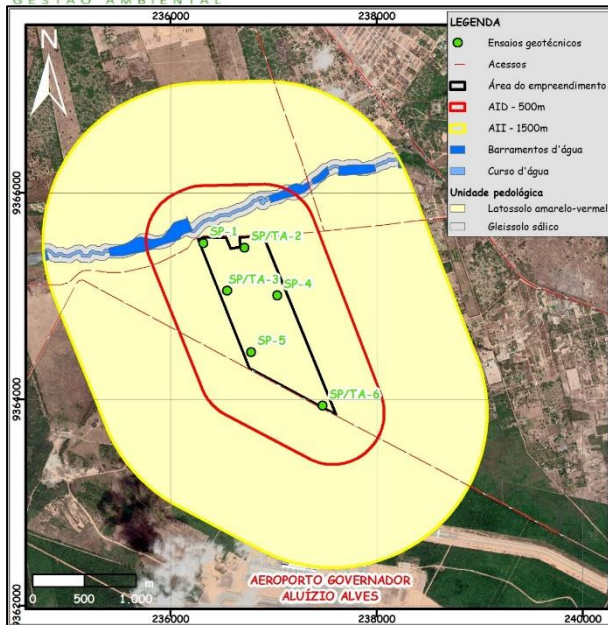 GESTÃO AMBIENTAL
236000
238000
N
LEGENDA
Ensaios geotécnicos
Acessos
Área do empreendimento
AID - 500m
AII - 1500m
Barramentos d'água
Curso d'água
Unidade pedológica
Latossolo amarelo-vermel
Gleissolo sálico
9366000
SP-1
SP/TA-2
SP/TA-3
SP-4
SP-5
9364000
SP/TA-6
0 500 1.000 m
AEROPORTO GOVERNADOR
ALUÍZIO ALVES
9362000
236000
238000
240000